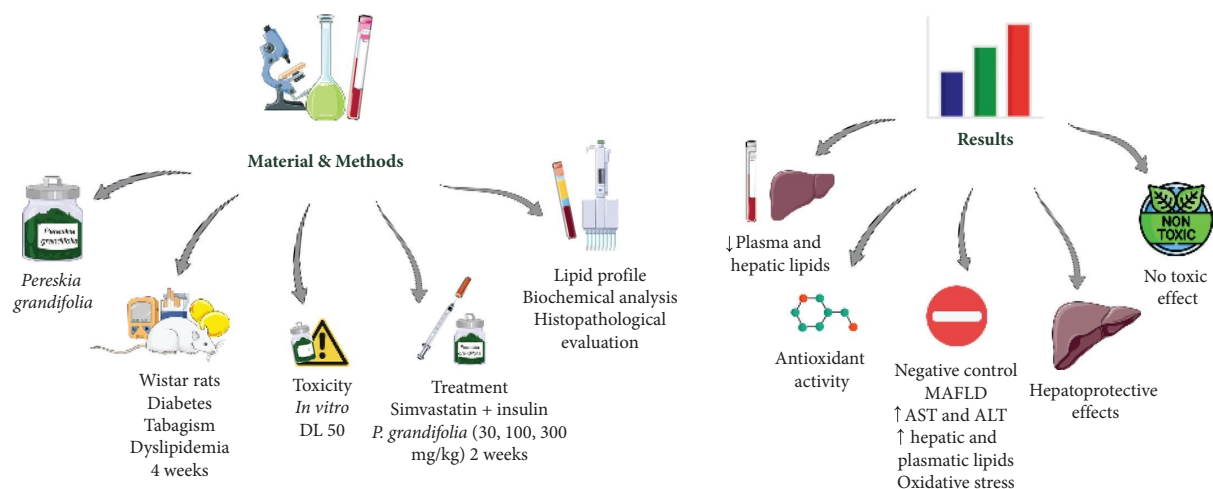 Material & Methods
Pereskia
grandifolia
Pereskia
grandifolia
Wistar rats
Diabetes
Tabagism
Dyslipidemia
4 weeks
Toxicity
In vitro
DL 50
Treatment
Simvastatin + insulin
P. grandifolia (30, 100, 300
mg/kg) 2 weeks
Lipid profile
Biochemical analysis
Histopathological
evaluation
Results
↓ Plasma and
hepatic lipids
Antioxidant
activity
Negative control
MAFLD
↑ AST and ALT
↑ hepatic and
plasmatic lipids
Oxidative stress
Hepatoprotective
effects
NON
TOXIC
No toxic
effect